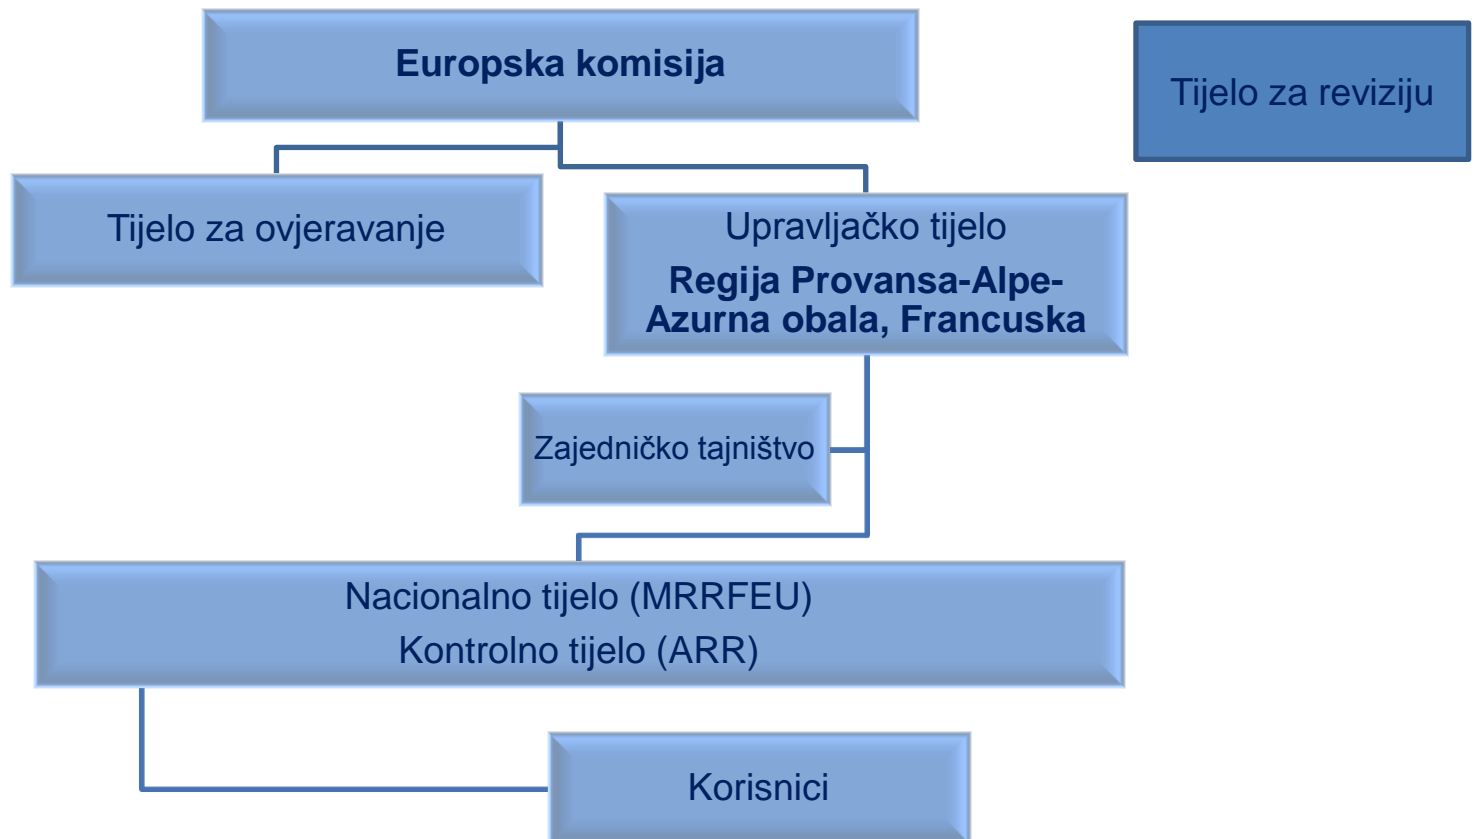 Europska komisija
Tijelo za reviziju
Tijelo za ovjeravanje
Upravljačko tijelo
Regija Provansa-Alpe-
Azurna obala, Francuska
Zajedničko tajništvo
Nacionalno tijelo (MRRFEU)
Kontrolno tijelo (ARR)
Korisnici